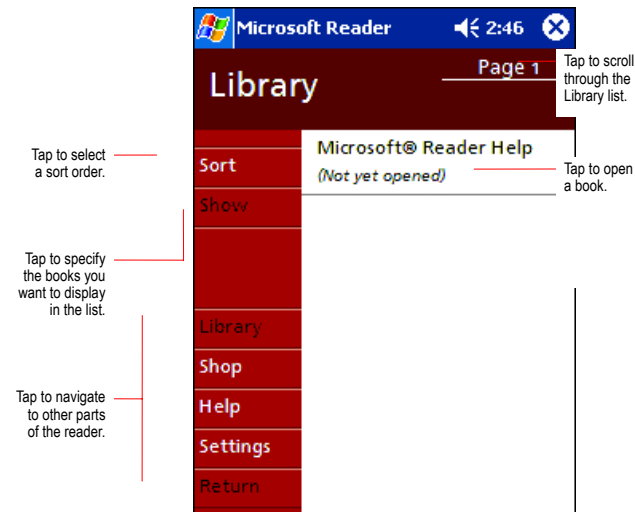 Microsoft Reader 2:46
Library
Page 1
Tap to scroll
through the
Library list.
Tap to select
a sort order.
Sort
Microsoft® Reader Help
(Not yet opened)
Tap to open
a book.
Show
Tap to specify
the books you
want to display
in the list.
Library
Shop
Tap to navigate
to other parts
of the reader.
Help
Settings
Return